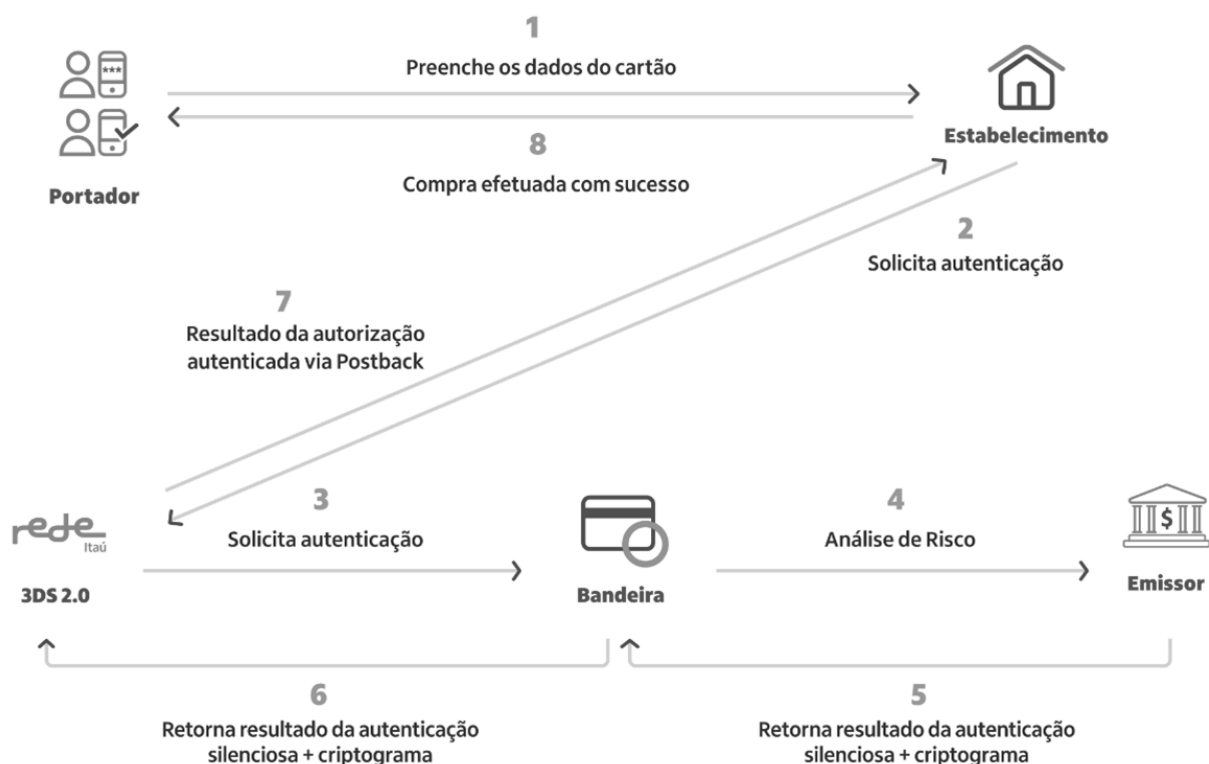 1
Preenche os dados do cartão
***
Portador
Estabelecimento
8
Compra efetuada com sucesso
2
Solicita autenticação
7
Resultado da autorização
autenticada via Postback
rede
Itaú
3DS 2.0
3
Solicita autenticação
Bandeira
4
Análise de Risco
$
Emissor
6
Retorna resultado da autenticação
silenciosa + criptograma
5
Retorna resultado da autenticação
silenciosa + criptograma